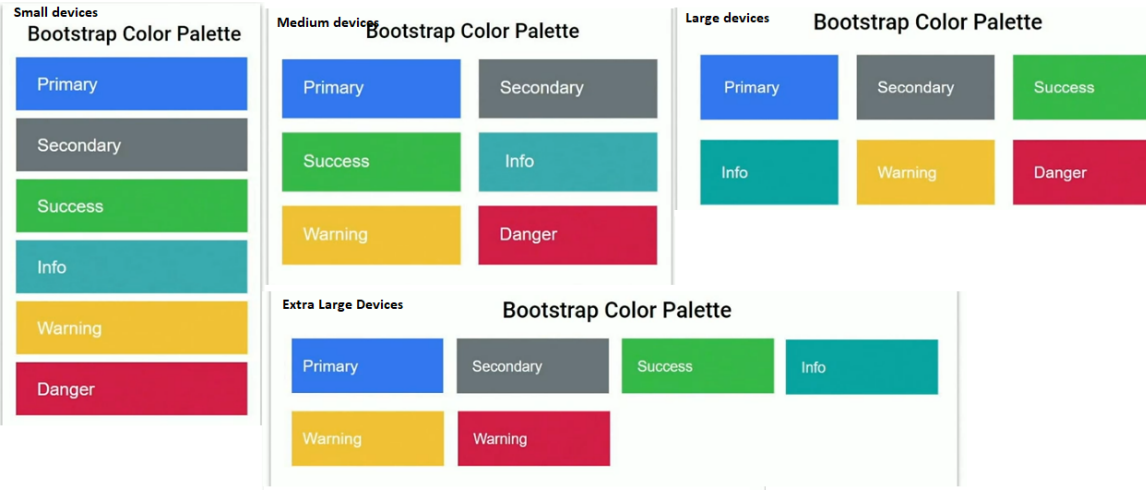 Small devices
Bootstrap Color Palette
Primary
Secondary
Success
Info
Warning
Danger
Medium devices
Bootstrap Color Palette
Primary Secondary
Success Info
Warning Danger
Large devices
Bootstrap Color Palette
Primary Secondary Success
Info Warning Danger
Extra Large Devices
Bootstrap Color Palette
Primary Secondary Success Info
Warning Warning